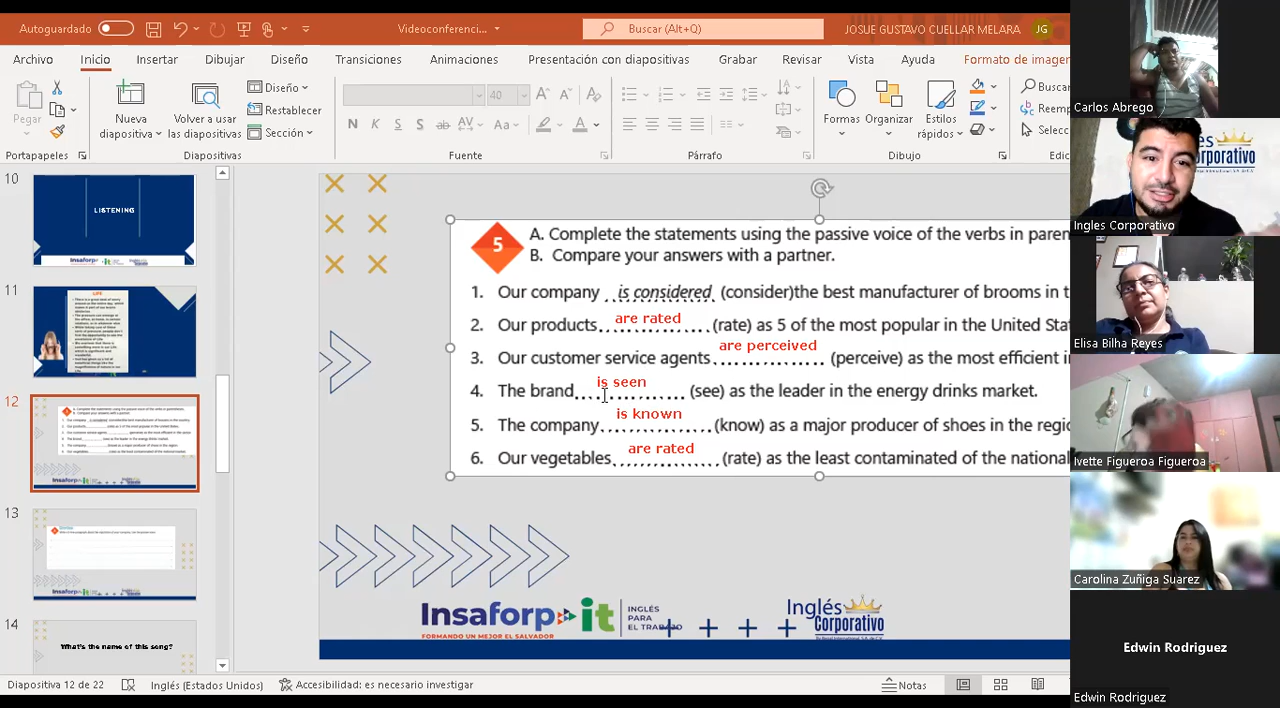 Autoguardado
Videoconferenci...
Buscar (Alt+Q)
JOSUE GUSTAVO CUELLAR MELARA
JG
Archivo Inicio Insertar Dibujar Diseño Transiciones Animaciones Presentación con diapositivas Grabar Revisar Vista Ayuda Formato de imagen
Pegar
Nueva diapositiva
Volver a usar las diapositivas
Diseño
Restablecer
Sección
40
N K S S ab Aa A
Formas Organizar Estilos rápidos
Buscar
Reemp
Selecc
Portapapeles Diapositivas Fuente Párrafo Dibujo Edic
10
LISTENING
11
LIFE
12
13
14
What's the name of this song?
5
A. Complete the statements using the passive voice of the verbs in paren
B. Compare your answers with a partner.
1. Our company is considered (consider)the best manufacturer of brooms in t
are rated
2. Our products (rate) as 5 of the most popular in the United Stat
are perceived
3. Our customer service agents (perceive) as the most efficient i
is seen
4. The brand (see) as the leader in the energy drinks market.
is known
5. The company (know) as a major producer of shoes in the regio
are rated
6. Our vegetables (rate) as the least contaminated of the national
Insaforp it
INGLÉS PARA EL TRABAJO
FORMANDO UN MEJOR EL SALVADOR
Inglés Corporativo
Diapositiva 12 de 22
Inglés (Estados Unidos)
Accesibilidad: es necesario investigar
Notas
Carlos Abrego
és
orporativo
Ingles Corporativo
Elisa Bilha Reyes
Ivette Figueroa Figueroa
Carolina Zuñiga Suarez
Edwin Rodriguez
Edwin Rodriguez